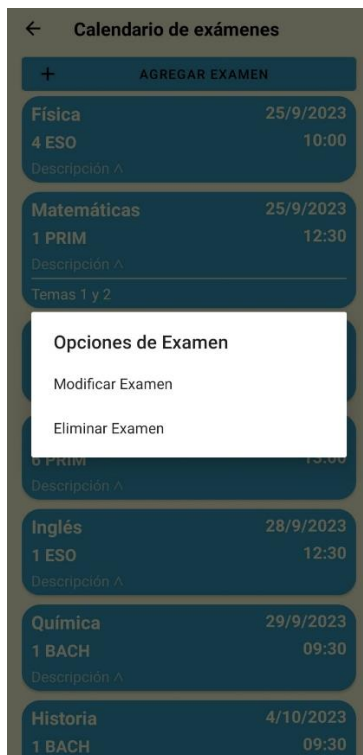 ← Calendario de exámenes
+ AGREGAR EXAMEN
Física 25/9/2023
4 ESO 10:00
Descripción ˄
Matemáticas 25/9/2023
1 PRIM 12:30
Descripción ˄
Temas 1 y 2
Opciones de Examen
Modificar Examen
Eliminar Examen
6 PRIM 13:00
Descripción ˄
Inglés 28/9/2023
1 ESO 12:30
Descripción ˄
Química 29/9/2023
1 BACH 09:30
Descripción ˄
Historia 4/10/2023
1 BACH 09:30